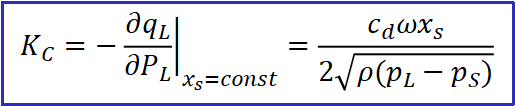 K_C = − ∂q_L/∂P_L |_{x_s=const} = c_d ω x_s / 2√(ρ(p_L − p_S))